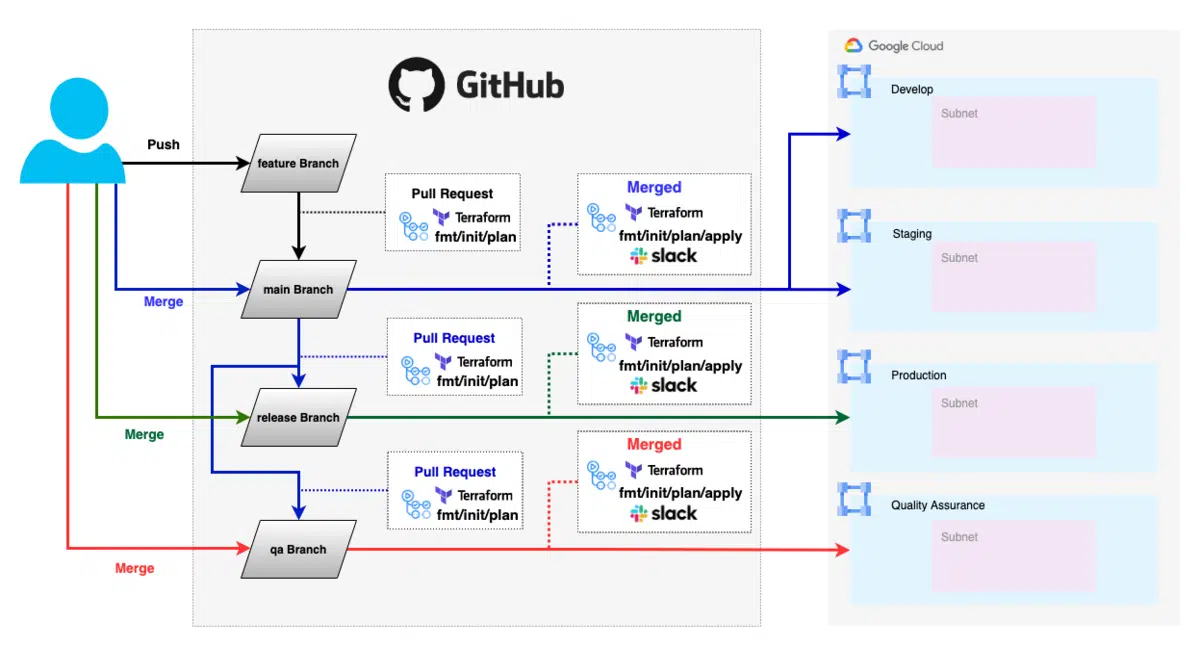 GitHub
Push
feature Branch
Pull Request
Terraform
fmt/init/plan
Merged
Terraform
fmt/init/plan/apply
slack
Merge
main Branch
Pull Request
Terraform
fmt/init/plan
Merged
Terraform
fmt/init/plan/apply
slack
Merge
release Branch
Pull Request
Terraform
fmt/init/plan
Merged
Terraform
fmt/init/plan/apply
slack
Merge
qa Branch
Google Cloud
Develop
Subnet
Staging
Subnet
Production
Subnet
Quality Assurance
Subnet